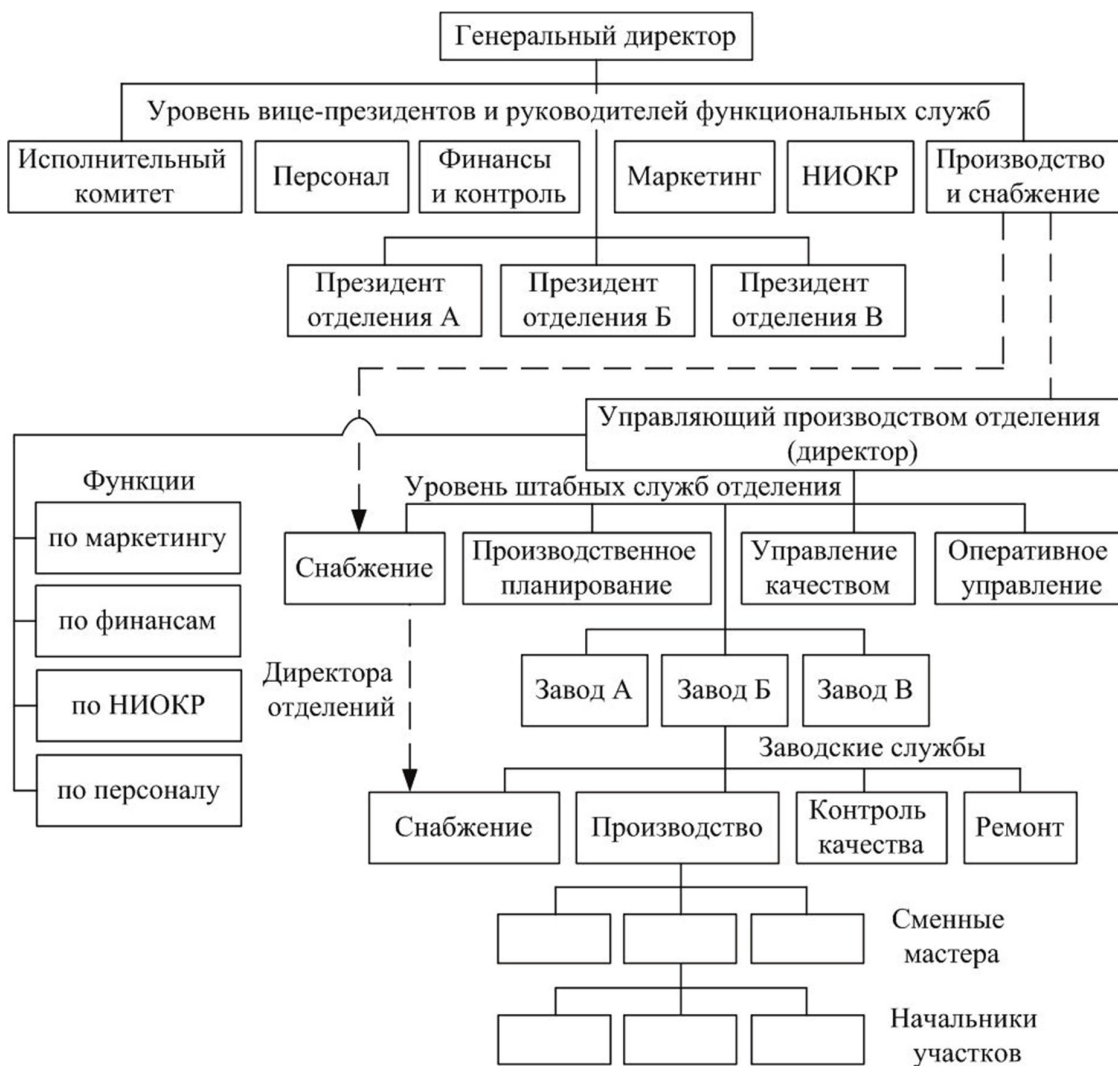 Генеральный директор
Уровень вице-президентов и руководителей функциональных служб
Исполнительный
комитет
Персонал
Финансы
и контроль
Маркетинг
НИОКР
Производство
и снабжение
Президент
отделения А
Президент
отделения Б
Президент
отделения В
Управляющий производством отделения
(директор)
Функции
по маркетингу
по финансам
по НИОКР
по персоналу
Уровень штабных служб отделения
Снабжение
Производственное
планирование
Управление
качеством
Оперативное
управление
Директора
отделений
Завод А
Завод Б
Завод В
Заводские службы
Снабжение
Производство
Контроль
качества
Ремонт
Сменные
мастера
Начальники
участков